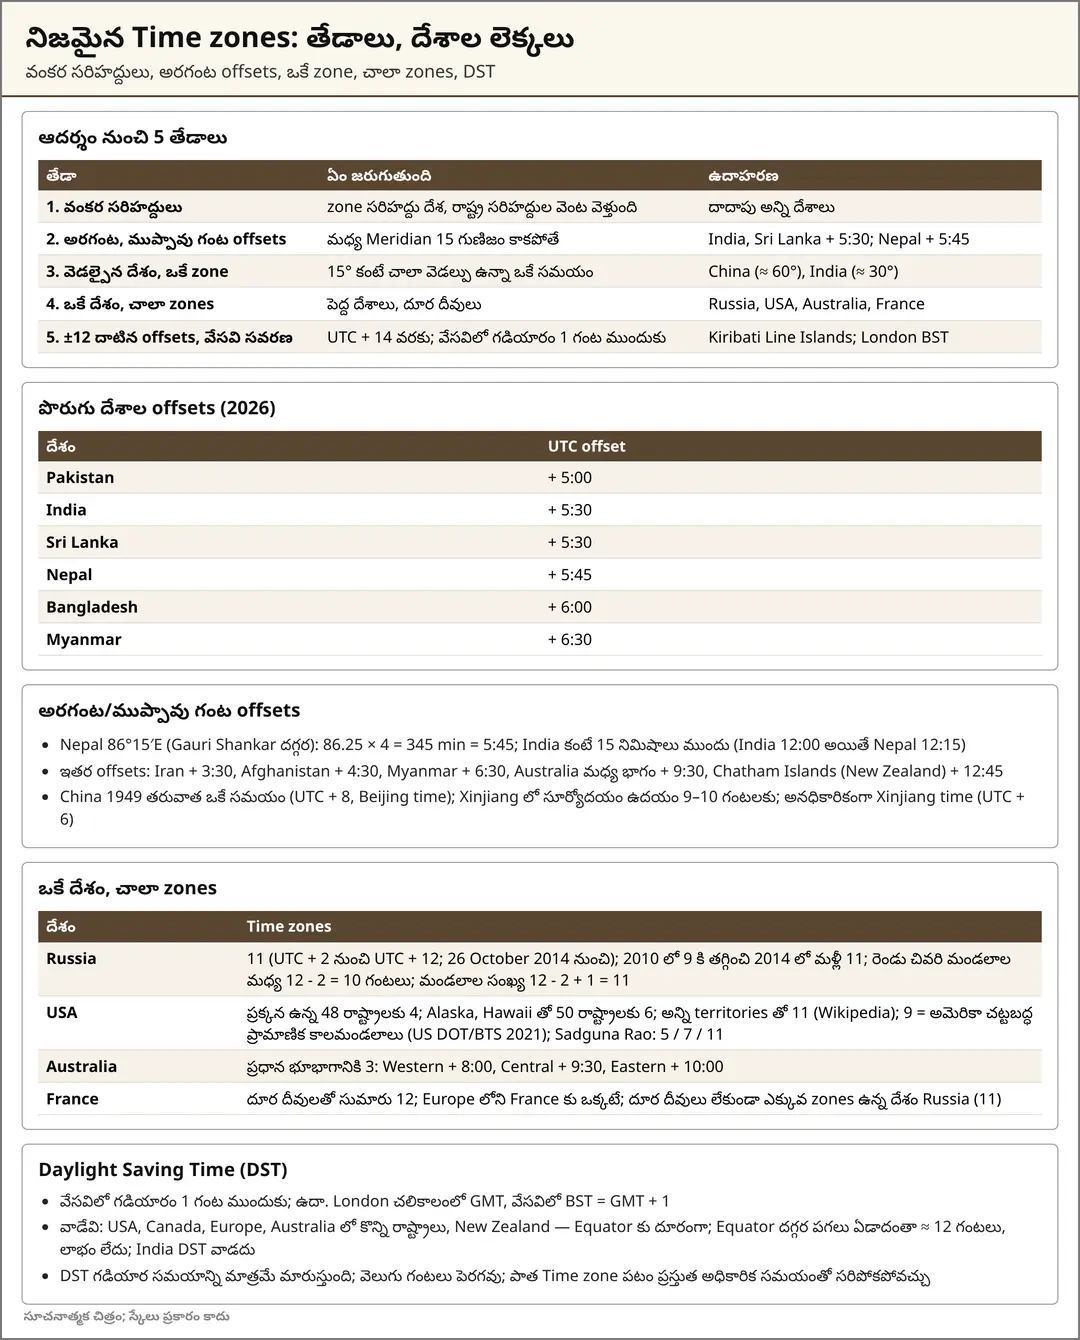 నిజమైన Time zones: తేడాలు, దేశాల లెక్కలు
వంకర సరిహద్దులు, అరగంట offsets, ఒకే zone, చాలా zones, DST
ఆదర్శం నుంచి 5 తేడాలు
తేడా ఏం జరుగుతుంది ఉదాహరణ
1. వంకర సరిహద్దులు zone సరిహద్దు దేశ, రాష్ట్ర సరిహద్దుల వెంట వెళ్తుంది దాదాపు అన్ని దేశాలు
2. అరగంట, ముప్పావు గంట offsets మధ్య Meridian 15 గుణిజం కాకపోతే India, Sri Lanka + 5:30; Nepal + 5:45
3. వెడల్పైన దేశం, ఒకే zone 15° కంటే చాలా వెడల్పు ఉన్నా ఒకే సమయం China (≈ 60°), India (≈ 30°)
4. ఒకే దేశం, చాలా zones పెద్ద దేశాలు, దూర దీవులు Russia, USA, Australia, France
5. ±12 దాటిన offsets, వేసవి సవరణ UTC + 14 వరకు; వేసవిలో గడియారం 1 గంట ముందుకు Kiribati Line Islands; London BST
పొరుగు దేశాల offsets (2026)
దేశం UTC offset
Pakistan + 5:00
India + 5:30
Sri Lanka + 5:30
Nepal + 5:45
Bangladesh + 6:00
Myanmar + 6:30
అరగంట/ముప్పావు గంట offsets
• Nepal 86°15′E (Gauri Shankar దగ్గర): 86.25 × 4 = 345 min = 5:45; India కంటే 15 నిమిషాలు ముందు (India 12:00 అయితే Nepal 12:15)
• ఇతర offsets: Iran + 3:30, Afghanistan + 4:30, Myanmar + 6:30, Australia మధ్య భాగం + 9:30, Chatham Islands (New Zealand) + 12:45
• China 1949 తరువాత ఒకే సమయం (UTC + 8, Beijing time); Xinjiang లో సూర్యోదయం ఉదయం 9–10 గంటలకు; అనధికారికంగా Xinjiang time (UTC +
6)
ఒకే దేశం, చాలా zones
దేశం Time zones
Russia 11 (UTC + 2 నుంచి UTC + 12; 26 October 2014 నుంచి); 2010 లో 9 కి తగ్గించి 2014 లో మళ్లీ 11; రెండు చివరి మండలాల
మధ్య 12 - 2 = 10 గంటలు; మండలాల సంఖ్య 12 - 2 + 1 = 11
USA ప్రక్కన ఉన్న 48 రాష్ట్రాలకు 4; Alaska, Hawaii తో 50 రాష్ట్రాలకు 6; అన్ని territories తో 11 (Wikipedia); 9 = అమెరికా చట్టబద్ధ
ప్రామాణిక కాలమండలాలు (US DOT/BTS 2021); Sadguna Rao: 5 / 7 / 11
Australia ప్రధాన భూభాగానికి 3: Western + 8:00, Central + 9:30, Eastern + 10:00
France దూర దీవులతో సుమారు 12; Europe లోని France కు ఒక్కటే; దూర దీవులు లేకుండా ఎక్కువ zones ఉన్న దేశం Russia (11)
Daylight Saving Time (DST)
• వేసవిలో గడియారం 1 గంట ముందుకు; ఉదా. London చలికాలంలో GMT, వేసవిలో BST = GMT + 1
• వాడేవి: USA, Canada, Europe, Australia లో కొన్ని రాష్ట్రాలు, New Zealand — Equator కు దూరంగా; Equator దగ్గర పగలు ఏడాదంతా ≈ 12 గంటలు,
లాభం లేదు; India DST వాడదు
• DST గడియార సమయాన్ని మాత్రమే మారుస్తుంది; వెలుగు గంటలు పెరగవు; పాత Time zone పటం ప్రస్తుత అధికారిక సమయంతో సరిపోకపోవచ్చు
సూచనాత్మక చిత్రం; స్కేలు ప్రకారం కాదు